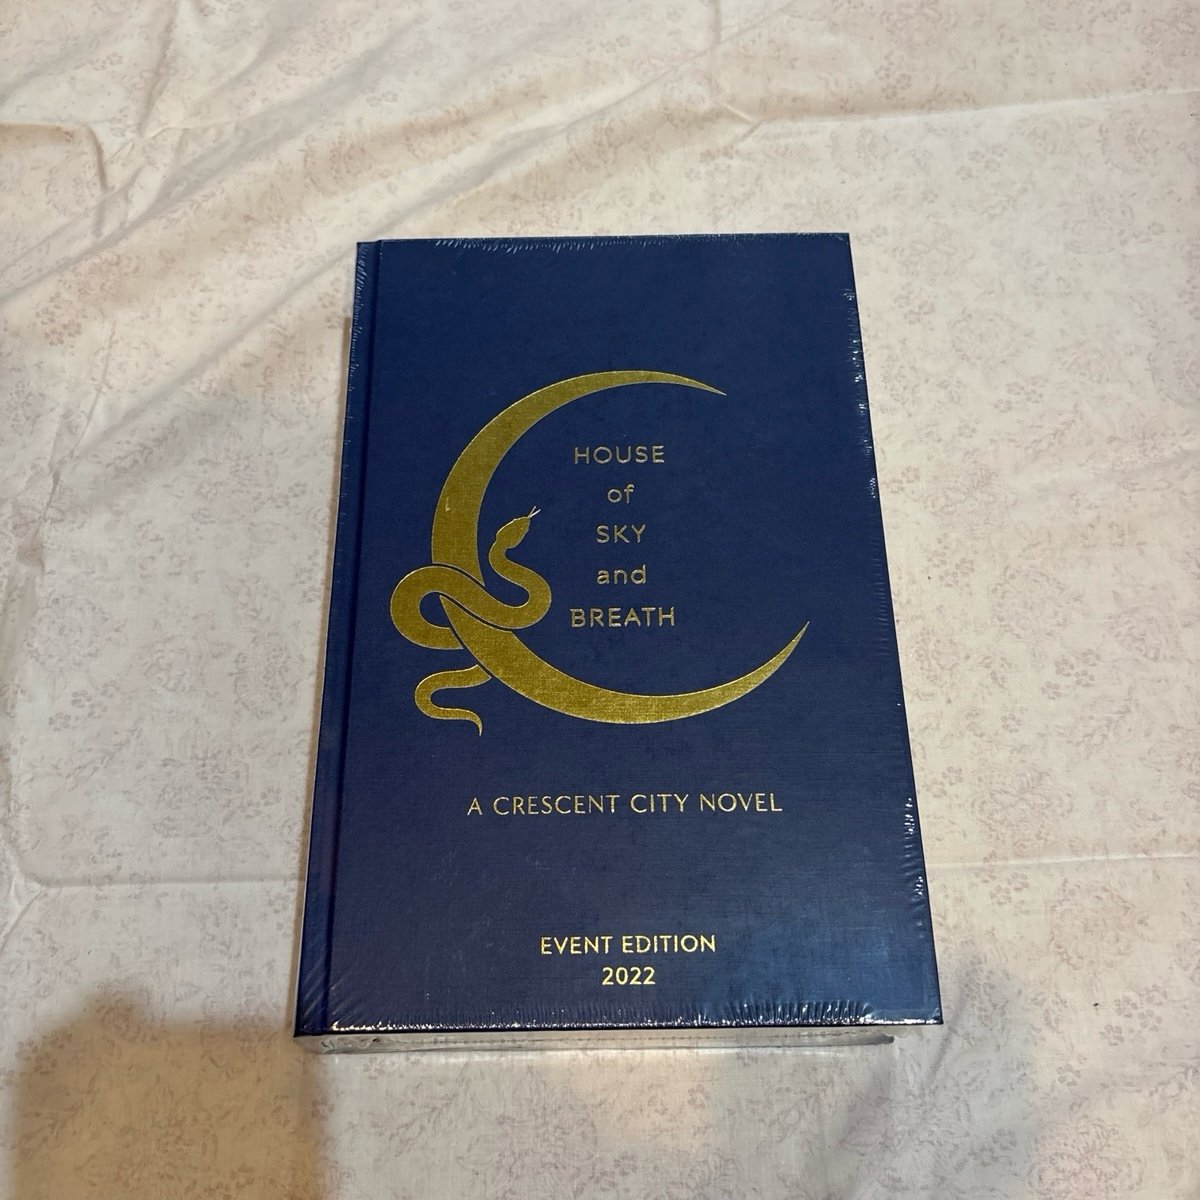 HOUSE
of
SKY
and
BREATH
A CRESCENT CITY NOVEL
EVENT EDITION
2022